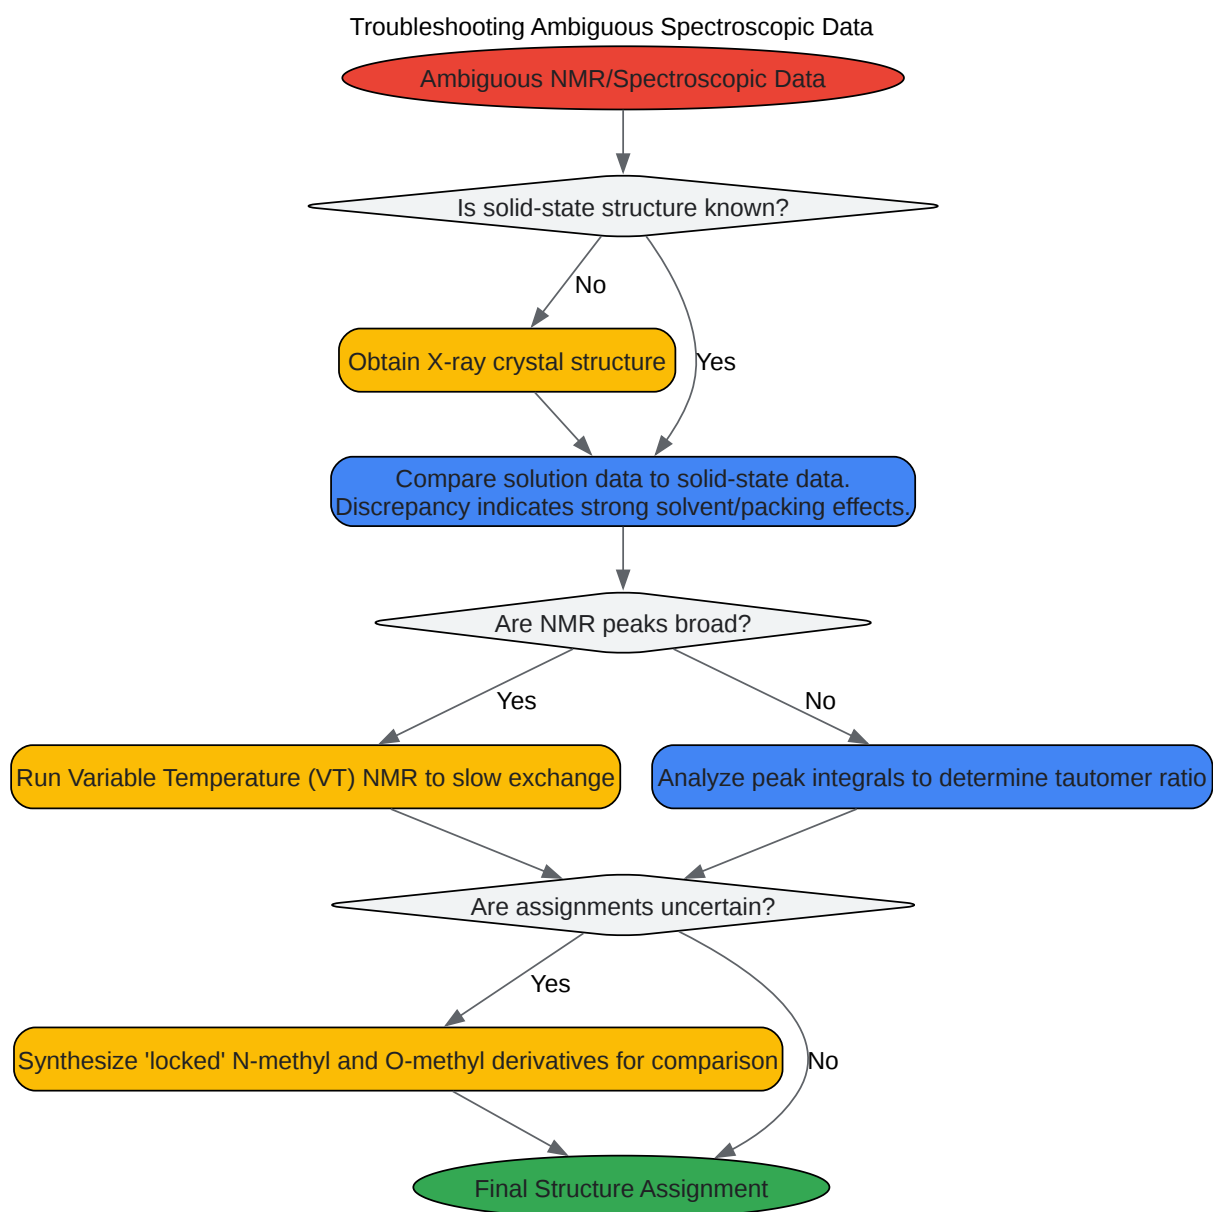 Troubleshooting Ambiguous Spectroscopic Data
Ambiguous NMR/Spectroscopic Data
Is solid-state structure known?
No
Obtain X-ray crystal structure
Yes
Compare solution data to solid-state data.
Discrepancy indicates strong solvent/packing effects.
Are NMR peaks broad?
Yes
No
Run Variable Temperature (VT) NMR to slow exchange
Analyze peak integrals to determine tautomer ratio
Are assignments uncertain?
Yes
Synthesize 'locked' N-methyl and O-methyl derivatives for comparison
No
Final Structure Assignment